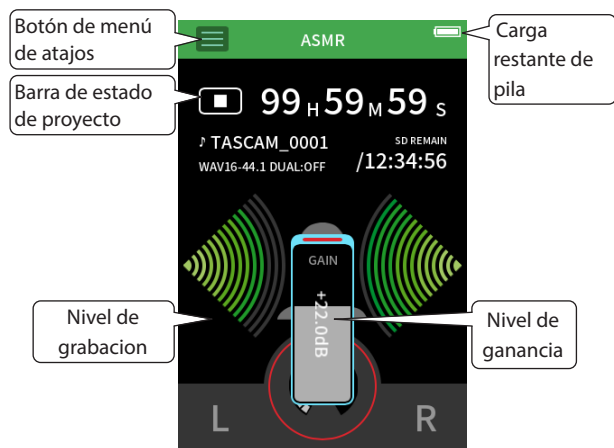 Botón de menú
de atajos
ASMR
Carga
restante de
pila
Barra de estado
de proyecto
99 H 59 M 59 S
♪ TASCAM_0001
SD REMAIN
WAV16-44.1 DUAL:OFF
/12:34:56
GAIN
+22.0dB
Nivel de
grabacion
Nivel de
ganancia
L
R